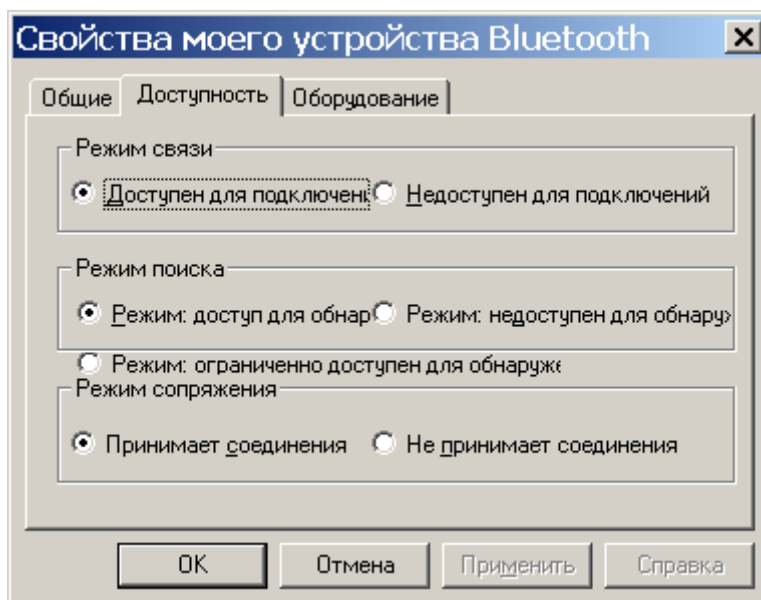 Свойства моего устройства Bluetooth
Общие Доступность Оборудование
Режим связи
Доступен для подключени Недоступен для подключений
Режим поиска
Режим: доступ для обнар Режим: недоступен для обнару
Режим: ограниченно доступен для обнаруже
Режим сопряжения
Принимает соединения Не принимает соединения
OK Отмена Применить Справка